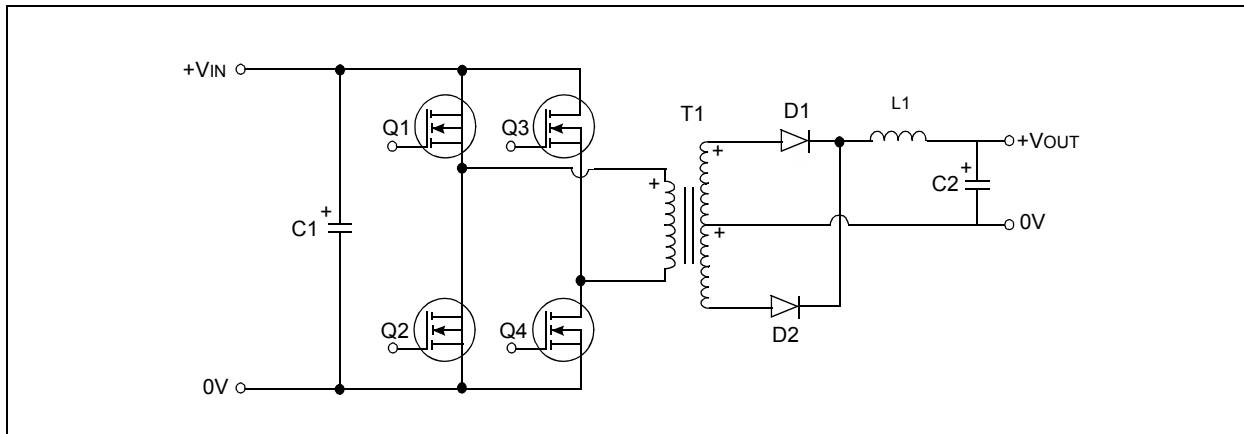 +VIN
Q1
Q3
T1
D1
L1
+VOUT
+
+
+
C1
+
C2
+
0V
Q2
Q4
D2
0V